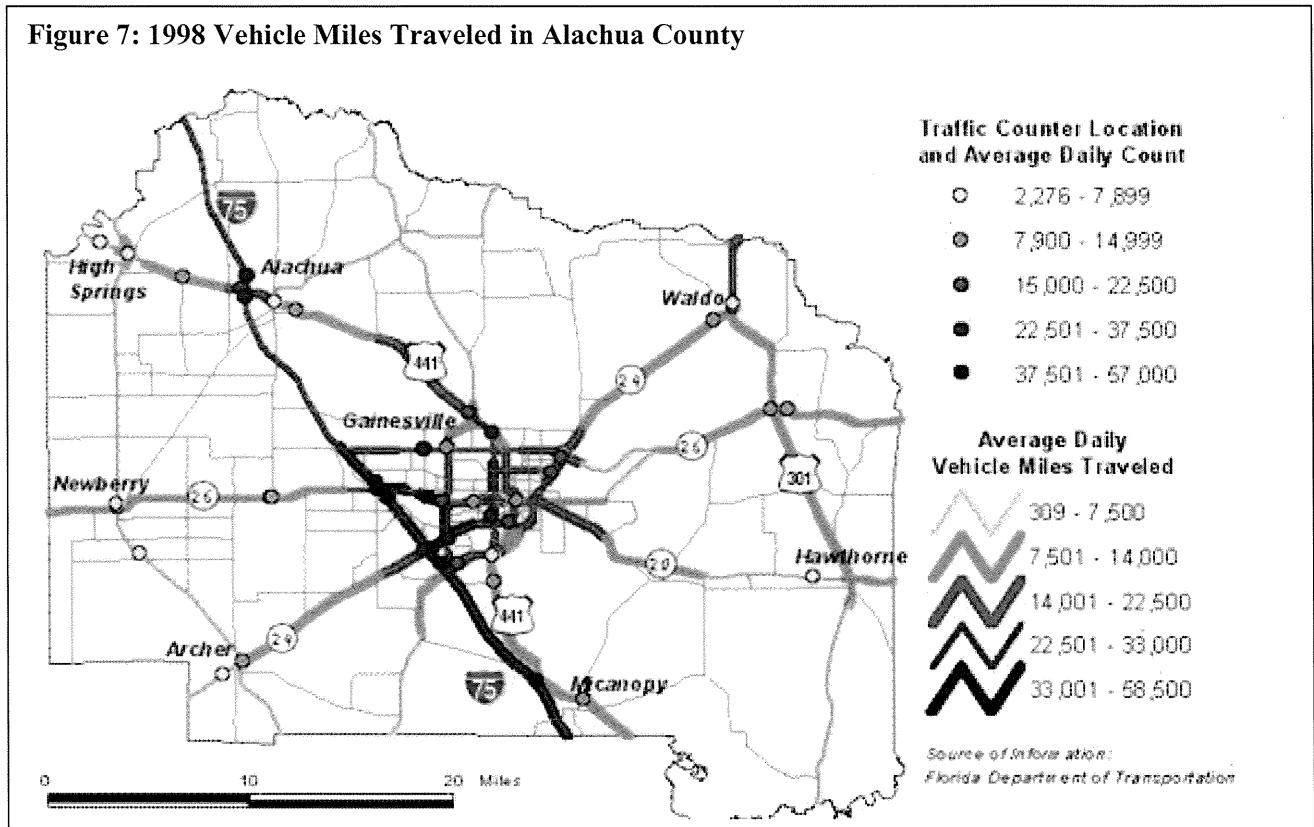 Figure 7: 1998 Vehicle Miles Traveled in Alachua County
75
High
Springs
Alachua
441
Gainesville
Waldo
24
26
301
Newberry
26
Hawthorne
20
Archer
24
441
75
Micanopy
0 10 20 Miles
Traffic Counter Location
and Average Daily Count
2,276 - 7,899
7,900 - 14,999
15,000 - 22,500
22,501 - 37,500
37,501 - 57,000
Average Daily
Vehicle Miles Traveled
309 - 7,500
7,501 - 14,000
14,001 - 22,500
22,501 - 33,000
33,001 - 58,500
Source of Information:
Florida Department of Transportation